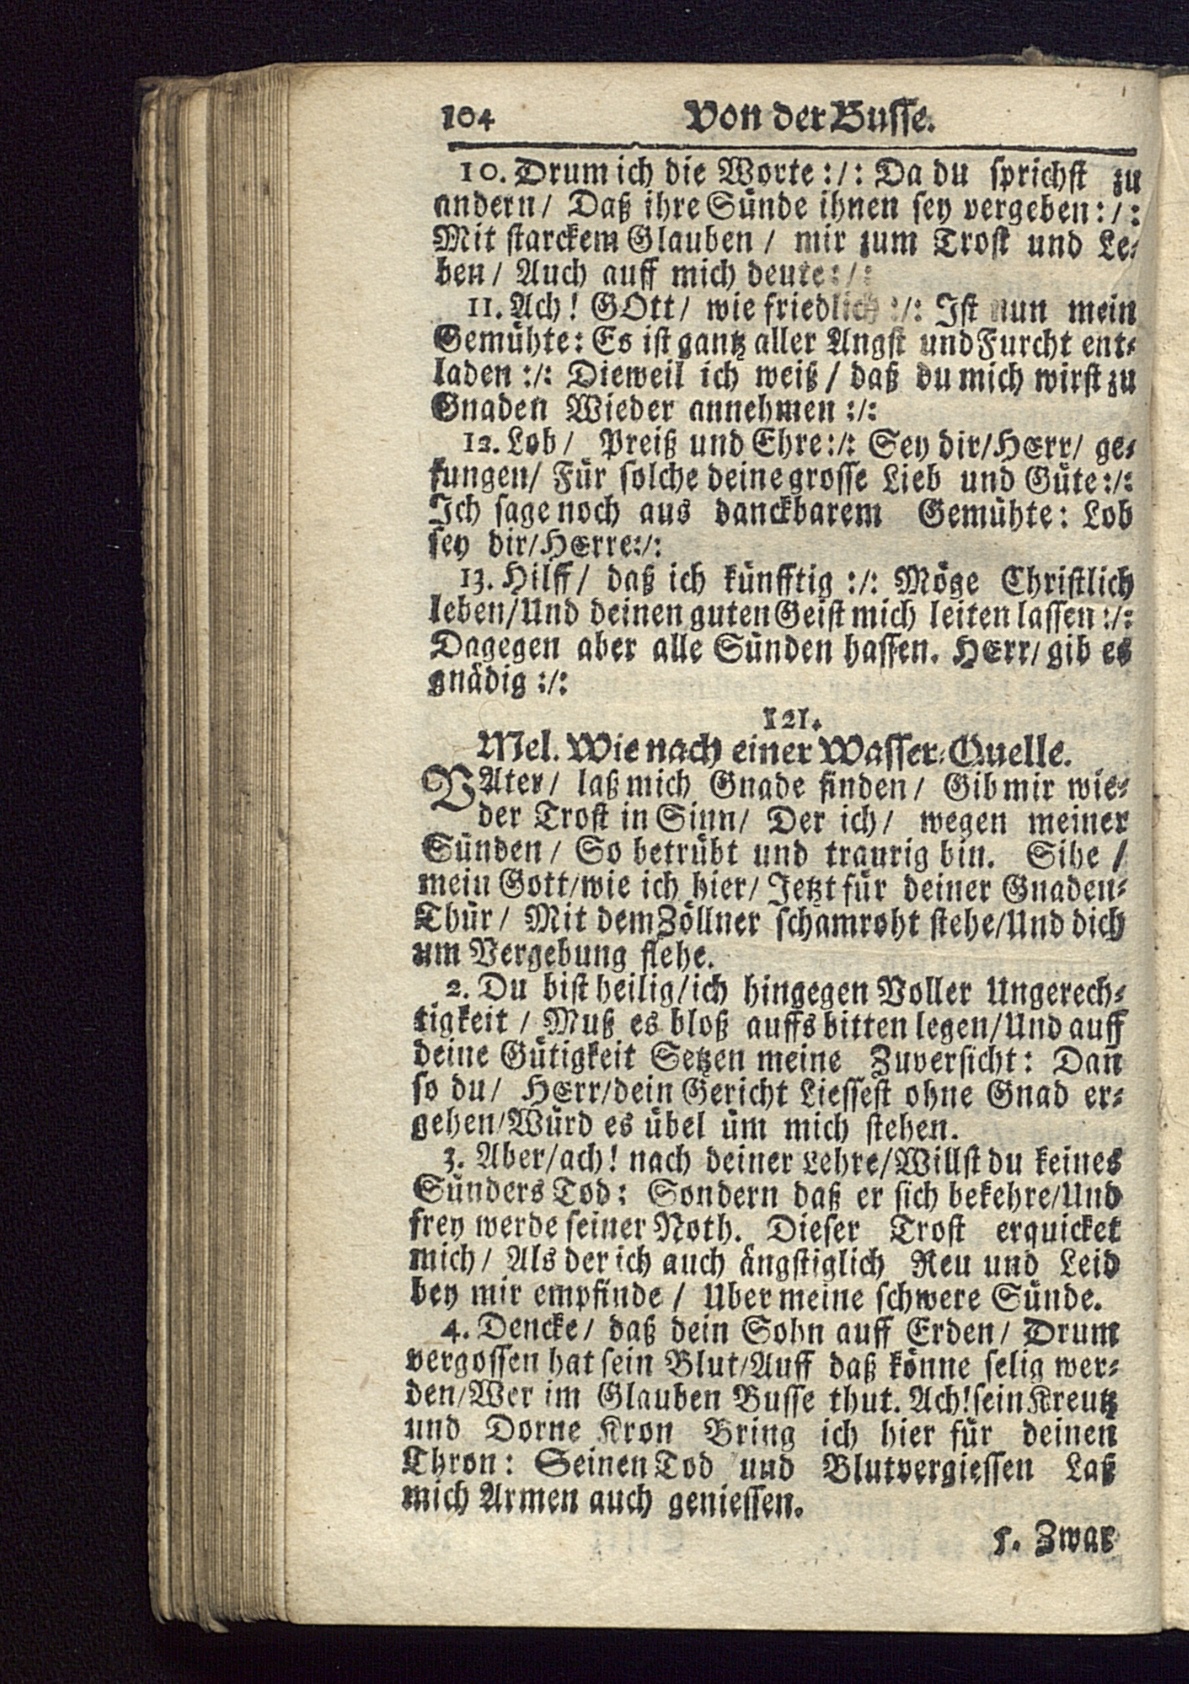 104 Von der Busse.
10. Drum ich die Worte :/: Da du sprichst zu
andern / Daß ihre Sünde ihnen sey vergeben :/:
Mit starckem Glauben / mir zum Trost und Le-
ben / Auch auff mich deute :/:
11. Ach! GOtt / wie friedlich :/: Ist nun mein
Gemühte: Es ist gantz aller Angst und Furcht ent-
laden :/: Dieweil ich weiß / daß du mich wirst zu
Gnaden Wieder annehmen :/:
12. Lob / Preiß und Ehre :/: Sey dir / HErr / ge-
sungen / Für solche deine grosse Lieb und Güte :/:
Ich sage noch aus danckbarem Gemühte: Lob
sey dir / HErre :/:
13. Hilff / daß ich künfftig :/: Möge Christlich
leben / Und deinen guten Geist mich leiten lassen :/:
Dagegen aber alle Sünden hassen. HErr / gib es
gnädig :/:
121.
Mel. Wie nach einer Wasser-Quelle.
VAter / laß mich Gnade finden / Gib mir wie-
der Trost in Sinn / Der ich / wegen meiner
Sünden / So betrübt und traurig bin. Sihe /
mein Gott / wie ich hier / Jetzt für deiner Gnaden-
Thür / Mit dem Zöllner schamroht stehe / Und dich
um Vergebung flehe.
2. Du bist heilig / ich hingegen Voller Ungerech-
tigkeit / Muß es bloß auffs bitten legen / Und auff
deine Gütigkeit Setzen meine Zuversicht: Dan
so du / HErr / dein Gericht Liessest ohne Gnad er-
gehen / Würd es übel üm mich stehen.
3. Aber / ach! nach deiner Lehre / Willst du keines
Sünders Tod: Sondern daß er sich bekehre / Und
frey werde seiner Noth. Dieser Trost erquicket
mich / Als der ich auch ängstiglich Reu und Leid
bey mir empfinde / Uber meine schwere Sünde.
4. Dencke / daß dein Sohn auff Erden / Drum
vergossen hat sein Blut / Auff daß könne selig wer-
den / Wer im Glauben Busse thut. Ach! sein Kreutz
und Dorne Kron Bring ich hier für deinen
Thron: Seinen Tod und Blutvergiessen Laß
mich Armen auch geniessen.
5. Zwar